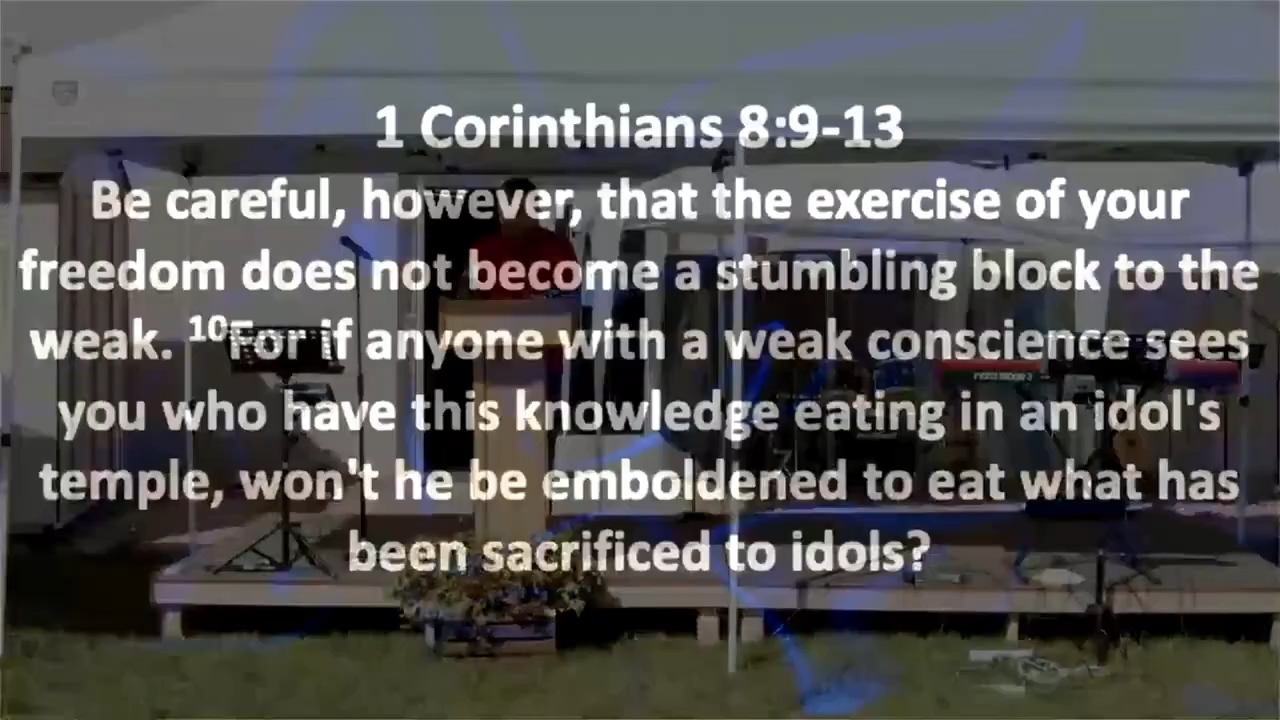 1 Corinthians 8:9-13
Be careful, however, that the exercise of your
freedom does not become a stumbling block to the
weak. ¹⁰For if anyone with a weak conscience sees
you who have this knowledge eating in an idol's
temple, won't he be emboldened to eat what has
been sacrificed to idols?